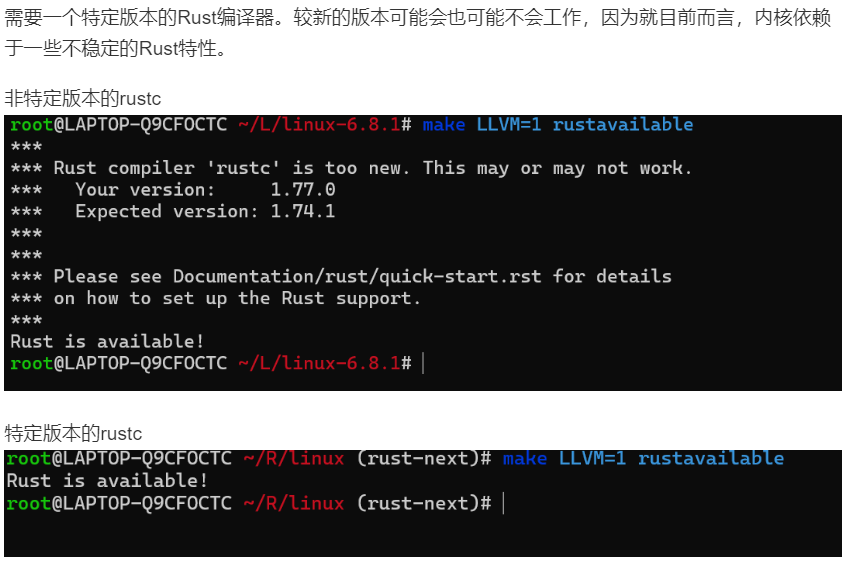 需要一个特定版本的Rust编译器。较新的版本可能会也可能不会工作，因为就目前而言，内核依赖
于一些不稳定的Rust特性。
非特定版本的rustc
root@LAPTOP-Q9CFOCTC ~/L/linux-6.8.1# make LLVM=1 rustavailable
***
*** Rust compiler 'rustc' is too new. This may or may not work.
***   Your version:     1.77.0
***   Expected version: 1.74.1
***
***
*** Please see Documentation/rust/quick-start.rst for details
*** on how to set up the Rust support.
***
Rust is available!
root@LAPTOP-Q9CFOCTC ~/L/linux-6.8.1#
特定版本的rustc
root@LAPTOP-Q9CFOCTC ~/R/linux (rust-next)# make LLVM=1 rustavailable
Rust is available!
root@LAPTOP-Q9CFOCTC ~/R/linux (rust-next)#